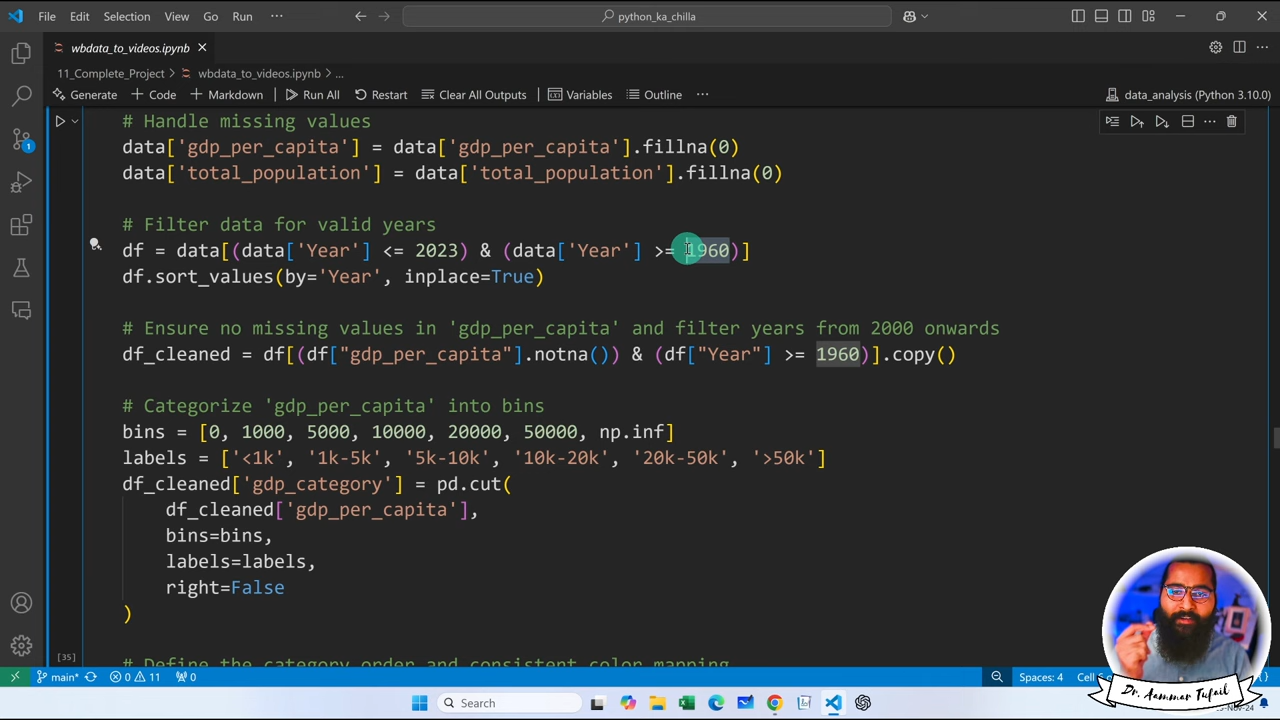 File Edit Selection View Go Run ··· python_ka_chilla
wbdata_to_videos.ipynb
11_Complete_Project > wbdata_to_videos.ipynb > ...
Generate + Code + Markdown Run All Restart Clear All Outputs Variables Outline ··· data_analysis (Python 3.10.0)
# Handle missing values
data['gdp_per_capita'] = data['gdp_per_capita'].fillna(0)
data['total_population'] = data['total_population'].fillna(0)
# Filter data for valid years
df = data[(data['Year'] <= 2023) & (data['Year'] >= 1960)]
df.sort_values(by='Year', inplace=True)
# Ensure no missing values in 'gdp_per_capita' and filter years from 2000 onwards
df_cleaned = df[(df["gdp_per_capita"].notna()) & (df["Year"] >= 1960)].copy()
# Categorize 'gdp_per_capita' into bins
bins = [0, 1000, 5000, 10000, 20000, 50000, np.inf]
labels = ['<1k', '1k-5k', '5k-10k', '10k-20k', '20k-50k', '>50k']
df_cleaned['gdp_category'] = pd.cut(
df_cleaned['gdp_per_capita'],
bins=bins,
labels=labels,
right=False
)
[35]
# Define the category order and consistent color mapping
main* 0 11 0 Spaces: 4
Dr. Aammar Tufail
Search